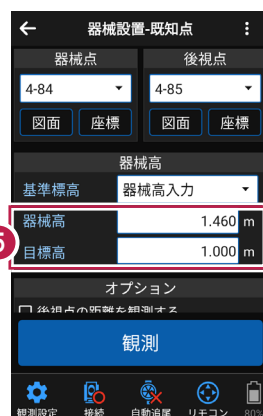 器械設置-既知点
器械点 後視点
4-84 4-85
図面 座標 図面 座標
器械高
基準標高 器械高入力
器械高 1.460 m
目標高 1.000 m
オプション
後視点の距離を観測する
観測
観測設定 接続 自動追尾 リモコン 80%